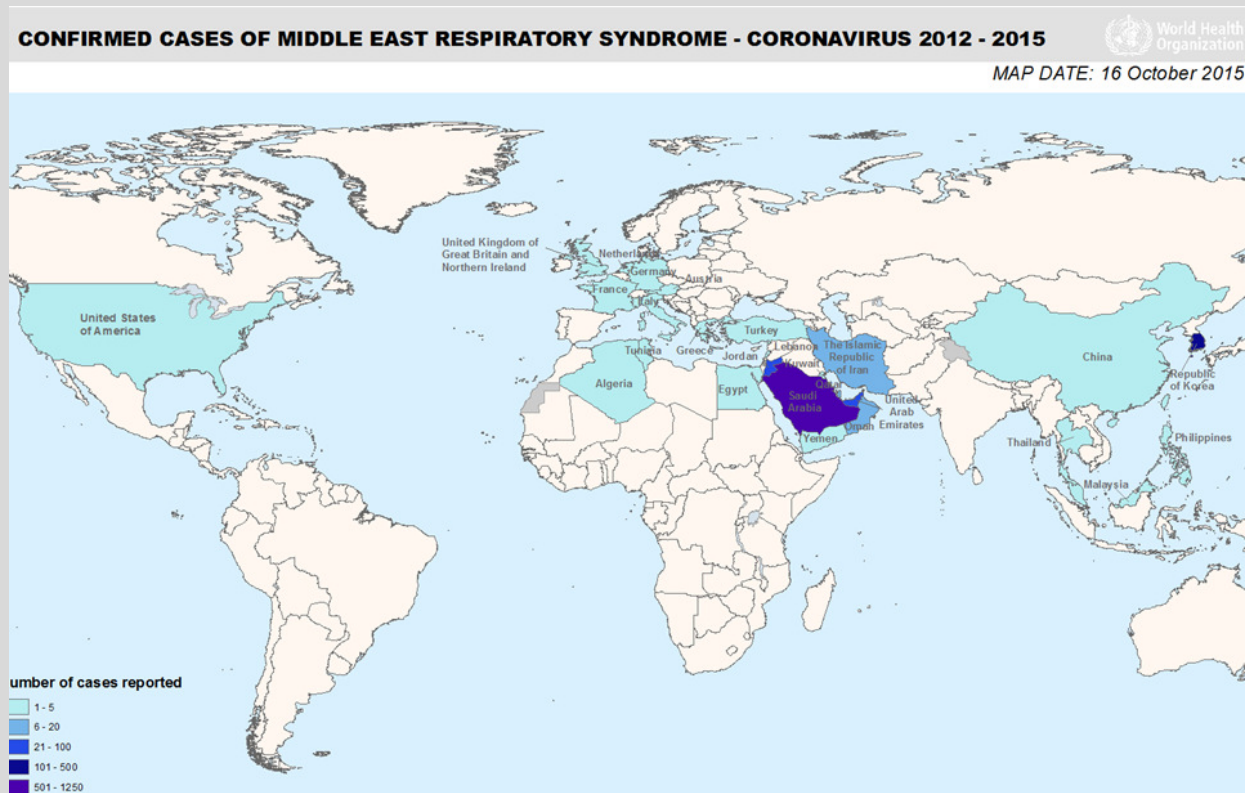 CONFIRMED CASES OF MIDDLE EAST RESPIRATORY SYNDROME - CORONAVIRUS 2012 - 2015
World Health
Organization
MAP DATE: 16 October 2015
United Kingdom of
Great Britain and
Northern Ireland
Netherlands
Germany
Austria
France
Italy
United States
of America
Turkey
Tunisia
Greece
Jordan
Lebanon
Kuwait
The Islamic
Republic
of Iran
China
Republic
of Korea
Algeria
Egypt
Qatar
Saudi
Arabia
United
Arab
Emirates
Oman
Yemen
Thailand
Philippines
Malaysia
umber of cases reported
1 - 5
6 - 20
21 - 100
101 - 500
501 - 1250